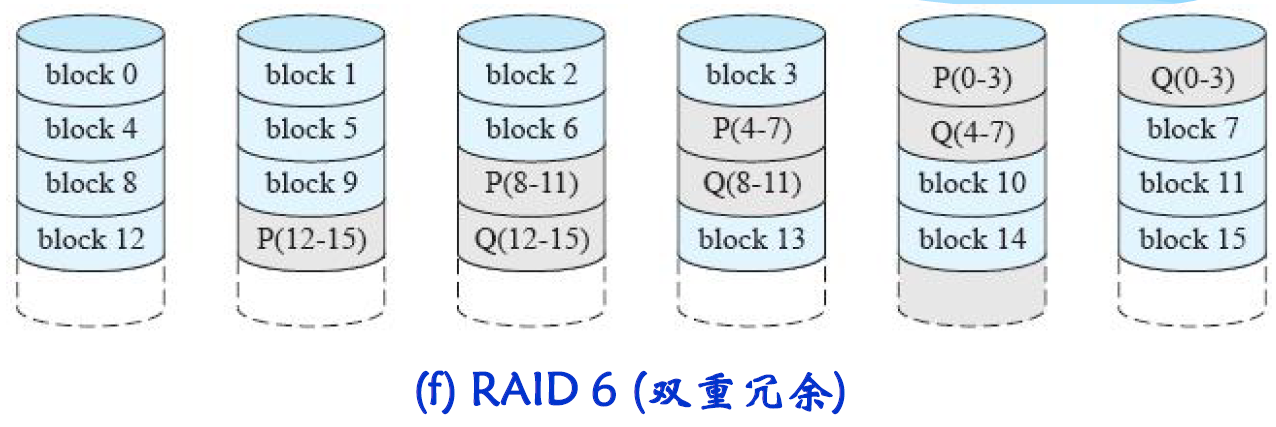 block 0 block 1 block 2 block 3 P(0-3) Q(0-3)
block 4 block 5 block 6 P(4-7) Q(4-7) block 7
block 8 block 9 P(8-11) Q(8-11) block 10 block 11
block 12 P(12-15) Q(12-15) block 13 block 14 block 15
(f) RAID 6 (双重冗余)